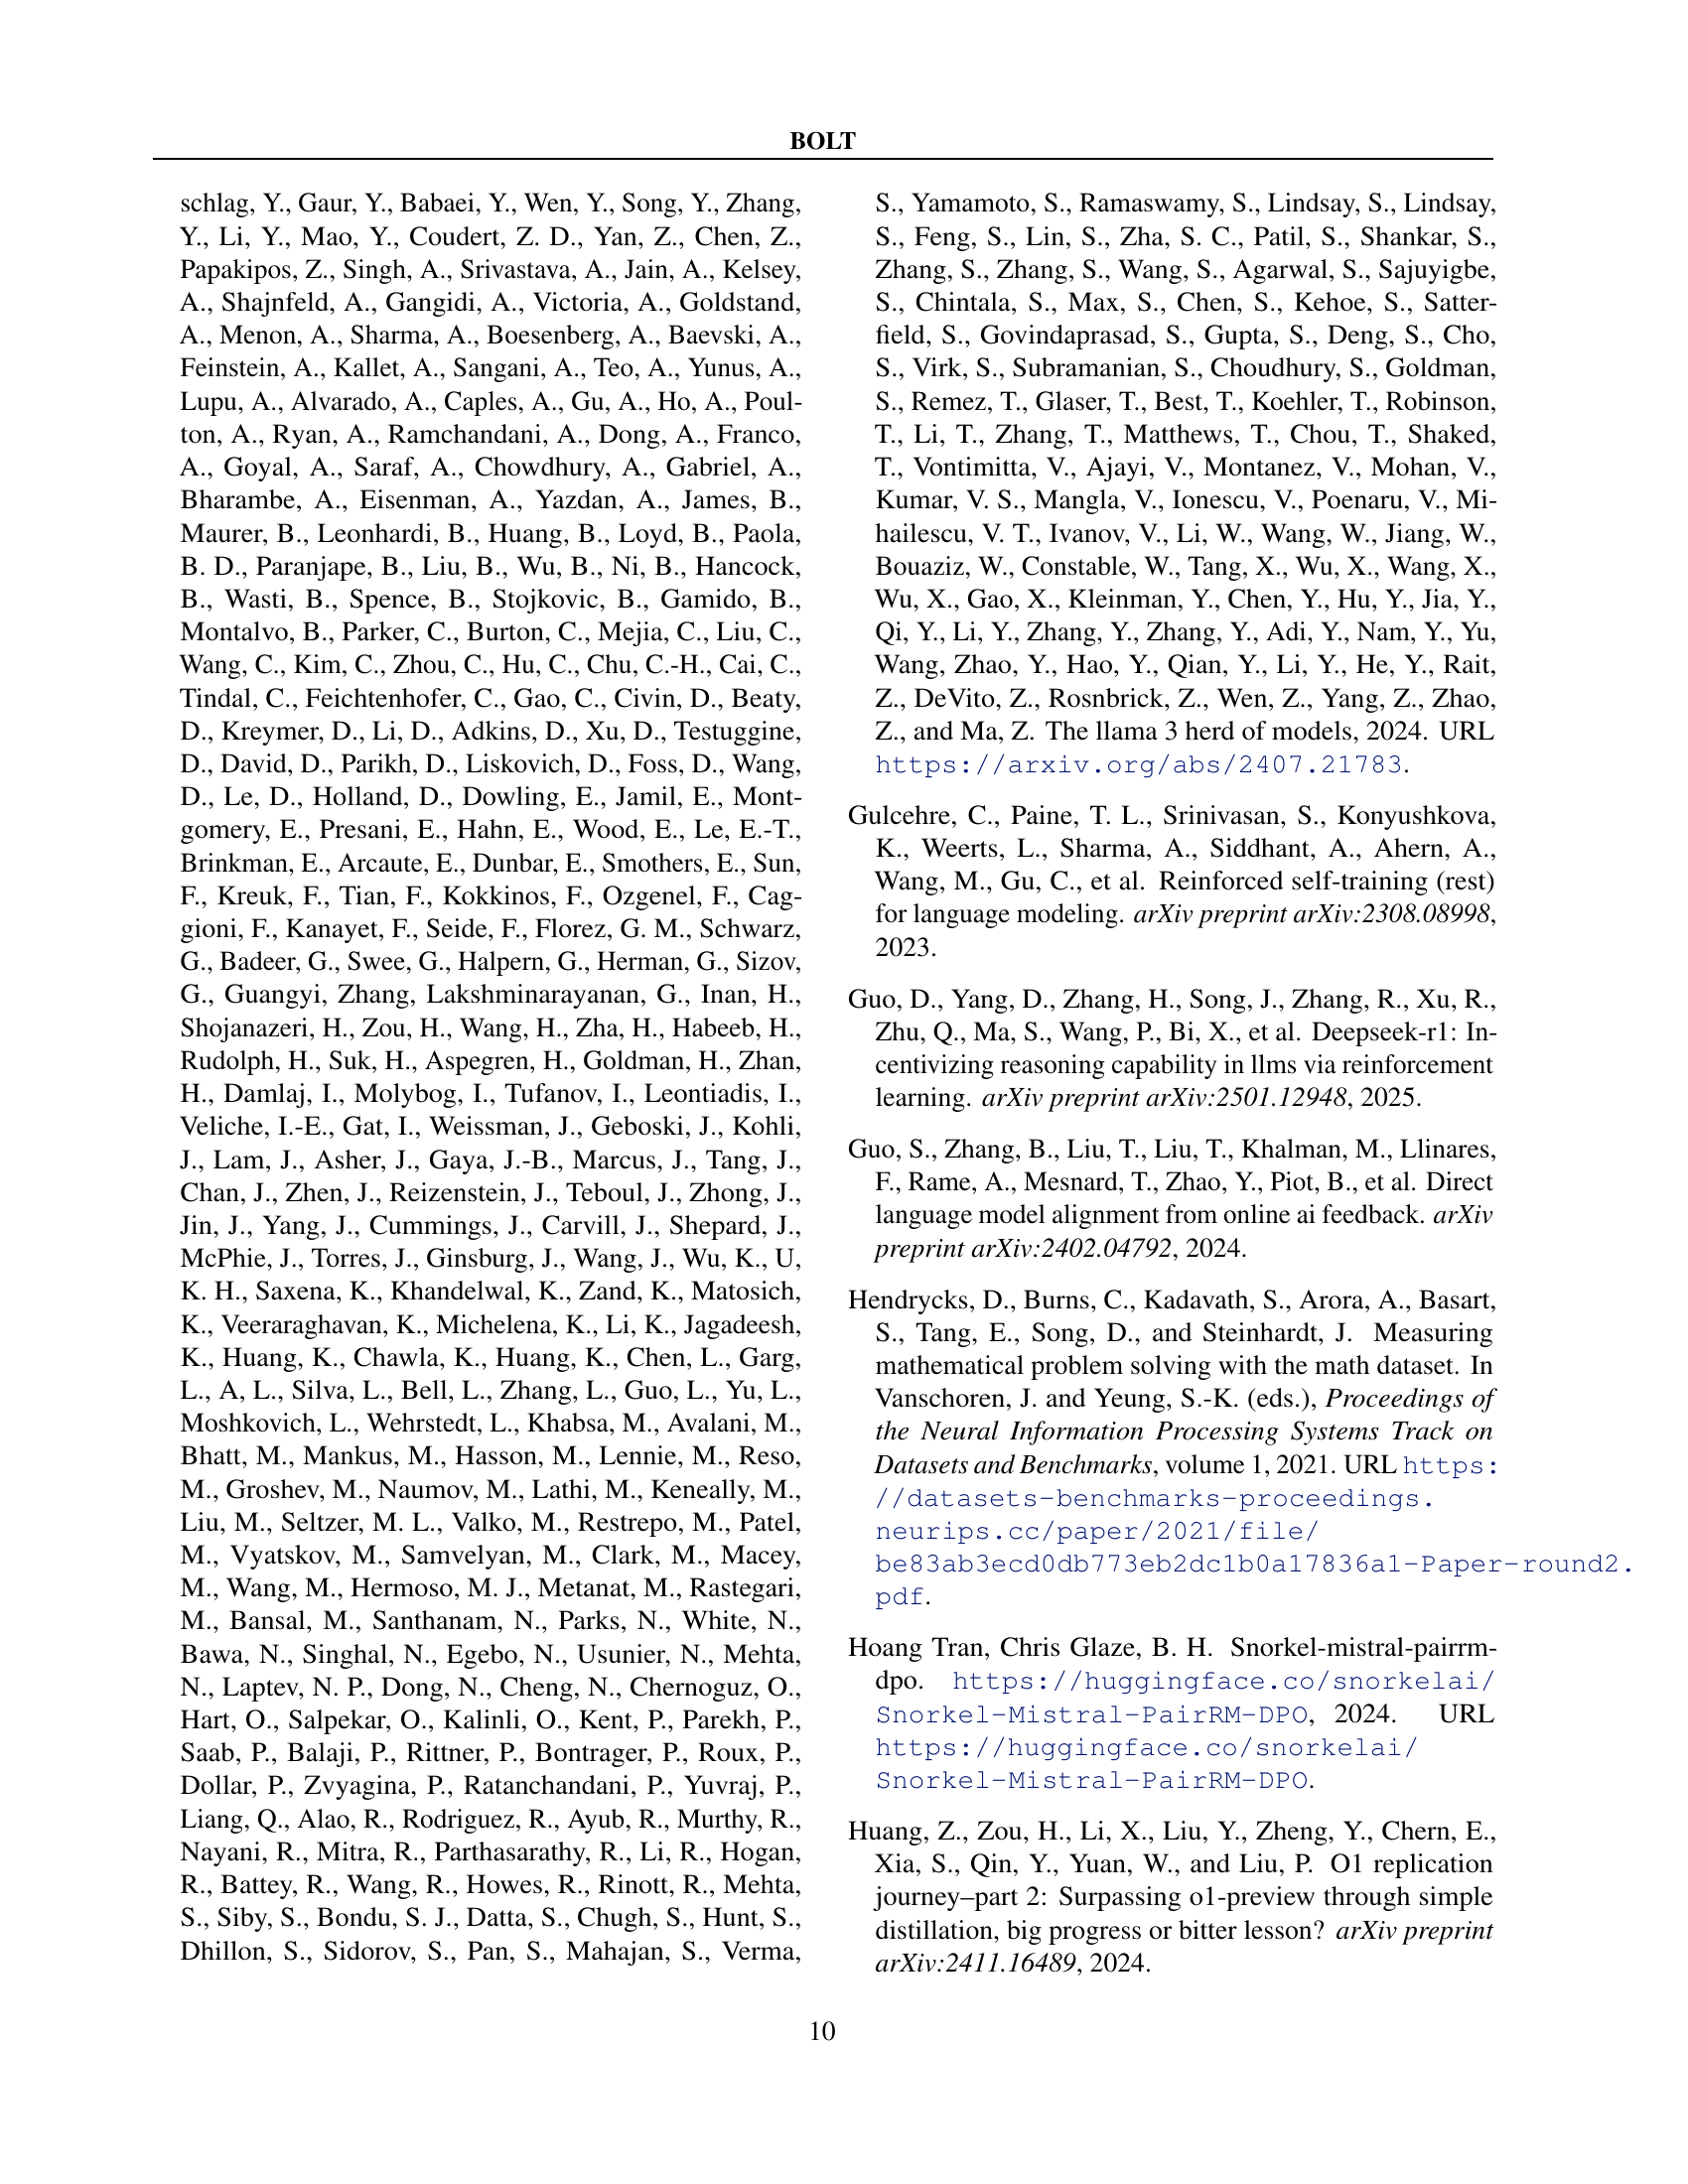 BOLT
schlag, Y., Gaur, Y., Babaei, Y., Wen, Y., Song, Y., Zhang,
Y., Li, Y., Mao, Y., Coudert, Z. D., Yan, Z., Chen, Z.,
Papakipos, Z., Singh, A., Srivastava, A., Jain, A., Kelsey,
A., Shajnfeld, A., Gangidi, A., Victoria, A., Goldstand,
A., Menon, A., Sharma, A., Boesenberg, A., Baevski, A.,
Feinstein, A., Kallet, A., Sangani, A., Teo, A., Yunus, A.,
Lupu, A., Alvarado, A., Caples, A., Gu, A., Ho, A., Poul-
ton, A., Ryan, A., Ramchandani, A., Dong, A., Franco,
A., Goyal, A., Saraf, A., Chowdhury, A., Gabriel, A.,
Bharambe, A., Eisenman, A., Yazdan, A., James, B.,
Maurer, B., Leonhardi, B., Huang, B., Loyd, B., Paola,
B. D., Paranjape, B., Liu, B., Wu, B., Ni, B., Hancock,
B., Wasti, B., Spence, B., Stojkovic, B., Gamido, B.,
Montalvo, B., Parker, C., Burton, C., Mejia, C., Liu, C.,
Wang, C., Kim, C., Zhou, C., Hu, C., Chu, C.-H., Cai, C.,
Tindal, C., Feichtenhofer, C., Gao, C., Civin, D., Beaty,
D., Kreymer, D., Li, D., Adkins, D., Xu, D., Testuggine,
D., David, D., Parikh, D., Liskovich, D., Foss, D., Wang,
D., Le, D., Holland, D., Dowling, E., Jamil, E., Mont-
gomery, E., Presani, E., Hahn, E., Wood, E., Le, E.-T.,
Brinkman, E., Arcaute, E., Dunbar, E., Smothers, E., Sun,
F., Kreuk, F., Tian, F., Kokkinos, F., Ozgenel, F., Cag-
gioni, F., Kanayet, F., Seide, F., Florez, G. M., Schwarz,
G., Badeer, G., Swee, G., Halpern, G., Herman, G., Sizov,
G., Guangyi, Zhang, Lakshminarayanan, G., Inan, H.,
Shojanazeri, H., Zou, H., Wang, H., Zha, H., Habeeb, H.,
Rudolph, H., Suk, H., Aspegren, H., Goldman, H., Zhan,
H., Damlaj, I., Molybog, I., Tufanov, I., Leontiadis, I.,
Veliche, I.-E., Gat, I., Weissman, J., Geboski, J., Kohli,
J., Lam, J., Asher, J., Gaya, J.-B., Marcus, J., Tang, J.,
Chan, J., Zhen, J., Reizenstein, J., Teboul, J., Zhong, J.,
Jin, J., Yang, J., Cummings, J., Carvill, J., Shepard, J.,
McPhie, J., Torres, J., Ginsburg, J., Wang, J., Wu, K., U,
K. H., Saxena, K., Khandelwal, K., Zand, K., Matosich,
K., Veeraraghavan, K., Michelena, K., Li, K., Jagadeesh,
K., Huang, K., Chawla, K., Huang, K., Chen, L., Garg,
L., A, L., Silva, L., Bell, L., Zhang, L., Guo, L., Yu, L.,
Moshkovich, L., Wehrstedt, L., Khabsa, M., Avalani, M.,
Bhatt, M., Mankus, M., Hasson, M., Lennie, M., Reso,
M., Groshev, M., Naumov, M., Lathi, M., Keneally, M.,
Liu, M., Seltzer, M. L., Valko, M., Restrepo, M., Patel,
M., Vyatskov, M., Samvelyan, M., Clark, M., Macey,
M., Wang, M., Hermoso, M. J., Metanat, M., Rastegari,
M., Bansal, M., Santhanam, N., Parks, N., White, N.,
Bawa, N., Singhal, N., Egebo, N., Usunier, N., Mehta,
N., Laptev, N. P., Dong, N., Cheng, N., Chernoguz, O.,
Hart, O., Salpekar, O., Kalinli, O., Kent, P., Parekh, P.,
Saab, P., Balaji, P., Rittner, P., Bontrager, P., Roux, P.,
Dollar, P., Zvyagina, P., Ratanchandani, P., Yuvraj, P.,
Liang, Q., Alao, R., Rodriguez, R., Ayub, R., Murthy, R.,
Nayani, R., Mitra, R., Parthasarathy, R., Li, R., Hogan,
R., Battey, R., Wang, R., Howes, R., Rinott, R., Mehta,
S., Siby, S., Bondu, S. J., Datta, S., Chugh, S., Hunt, S.,
Dhillon, S., Sidorov, S., Pan, S., Mahajan, S., Verma,
S., Yamamoto, S., Ramaswamy, S., Lindsay, S., Lindsay,
S., Feng, S., Lin, S., Zha, S. C., Patil, S., Shankar, S.,
Zhang, S., Zhang, S., Wang, S., Agarwal, S., Sajuyigbe,
S., Chintala, S., Max, S., Chen, S., Kehoe, S., Satter-
field, S., Govindaprasad, S., Gupta, S., Deng, S., Cho,
S., Virk, S., Subramanian, S., Choudhury, S., Goldman,
S., Remez, T., Glaser, T., Best, T., Koehler, T., Robinson,
T., Li, T., Zhang, T., Matthews, T., Chou, T., Shaked,
T., Vontimitta, V., Ajayi, V., Montanez, V., Mohan, V.,
Kumar, V. S., Mangla, V., Ionescu, V., Poenaru, V., Mi-
hailescu, V. T., Ivanov, V., Li, W., Wang, W., Jiang, W.,
Bouaziz, W., Constable, W., Tang, X., Wu, X., Wang, X.,
Wu, X., Gao, X., Kleinman, Y., Chen, Y., Hu, Y., Jia, Y.,
Qi, Y., Li, Y., Zhang, Y., Zhang, Y., Adi, Y., Nam, Y., Yu,
Wang, Zhao, Y., Hao, Y., Qian, Y., Li, Y., He, Y., Rait,
Z., DeVito, Z., Rosnbrick, Z., Wen, Z., Yang, Z., Zhao,
Z., and Ma, Z. The llama 3 herd of models, 2024. URL
https://arxiv.org/abs/2407.21783.
Gulcehre, C., Paine, T. L., Srinivasan, S., Konyushkova,
K., Weerts, L., Sharma, A., Siddhant, A., Ahern, A.,
Wang, M., Gu, C., et al. Reinforced self-training (rest)
for language modeling. arXiv preprint arXiv:2308.08998,
2023.
Guo, D., Yang, D., Zhang, H., Song, J., Zhang, R., Xu, R.,
Zhu, Q., Ma, S., Wang, P., Bi, X., et al. Deepseek-r1: In-
centivizing reasoning capability in llms via reinforcement
learning. arXiv preprint arXiv:2501.12948, 2025.
Guo, S., Zhang, B., Liu, T., Liu, T., Khalman, M., Llinares,
F., Rame, A., Mesnard, T., Zhao, Y., Piot, B., et al. Direct
language model alignment from online ai feedback. arXiv
preprint arXiv:2402.04792, 2024.
Hendrycks, D., Burns, C., Kadavath, S., Arora, A., Basart,
S., Tang, E., Song, D., and Steinhardt, J. Measuring
mathematical problem solving with the math dataset. In
Vanschoren, J. and Yeung, S.-K. (eds.), Proceedings of
the Neural Information Processing Systems Track on
Datasets and Benchmarks, volume 1, 2021. URL https:
//datasets-benchmarks-proceedings.
neurips.cc/paper/2021/file/
be83ab3ecd0db773eb2dc1b0a17836a1-Paper-round2.
pdf.
Hoang Tran, Chris Glaze, B. H. Snorkel-mistral-pairrm-
dpo. https://huggingface.co/snorkelai/
Snorkel-Mistral-PairRM-DPO, 2024. URL
https://huggingface.co/snorkelai/
Snorkel-Mistral-PairRM-DPO.
Huang, Z., Zou, H., Li, X., Liu, Y., Zheng, Y., Chern, E.,
Xia, S., Qin, Y., Yuan, W., and Liu, P. O1 replication
journey–part 2: Surpassing o1-preview through simple
distillation, big progress or bitter lesson? arXiv preprint
arXiv:2411.16489, 2024.
10